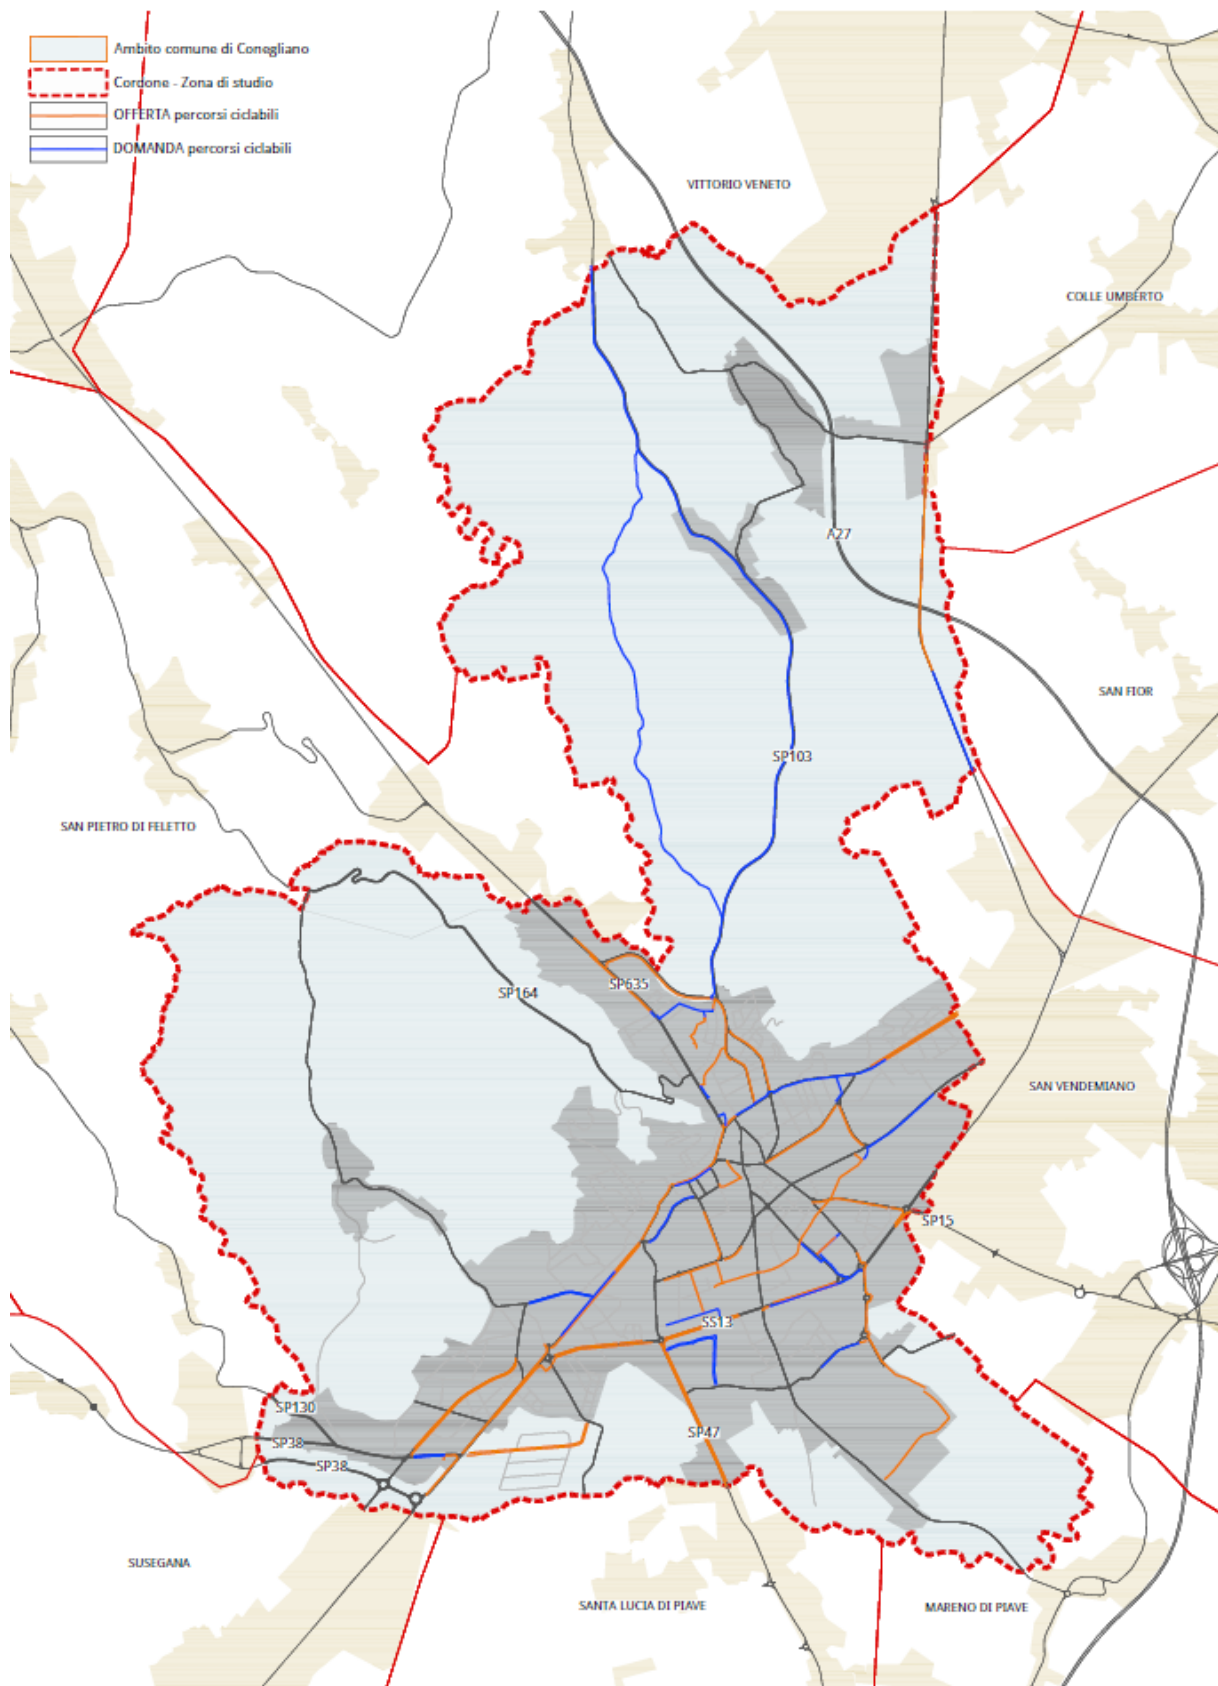 Ambito comune di Conegliano
Cordone - Zona di studio
OFFERTA percorsi ciclabili
DOMANDA percorsi ciclabili
VITTORIO VENETO
COLLE UMBERTO
A27
SAN FIOR
SP103
SAN PIETRO DI FELETTO
SP635
SP164
SAN VENDEMIANO
SP15
SS13
SP130
SP47
SP38
SP38
SUSEGANA
SANTA LUCIA DI PIAVE
MARENO DI PIAVE